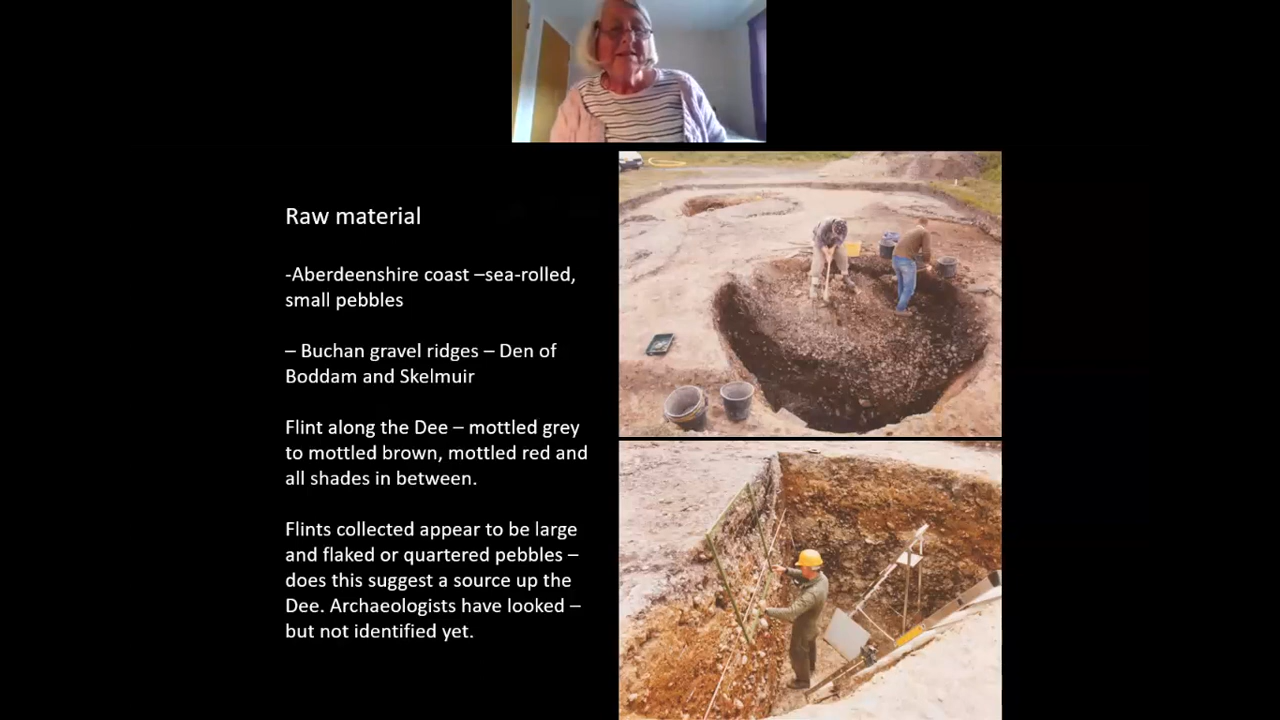 Raw material
-Aberdeenshire coast –sea-rolled,
small pebbles
– Buchan gravel ridges – Den of
Boddam and Skelmuir
Flint along the Dee – mottled grey
to mottled brown, mottled red and
all shades in between.
Flints collected appear to be large
and flaked or quartered pebbles –
does this suggest a source up the
Dee. Archaeologists have looked –
but not identified yet.